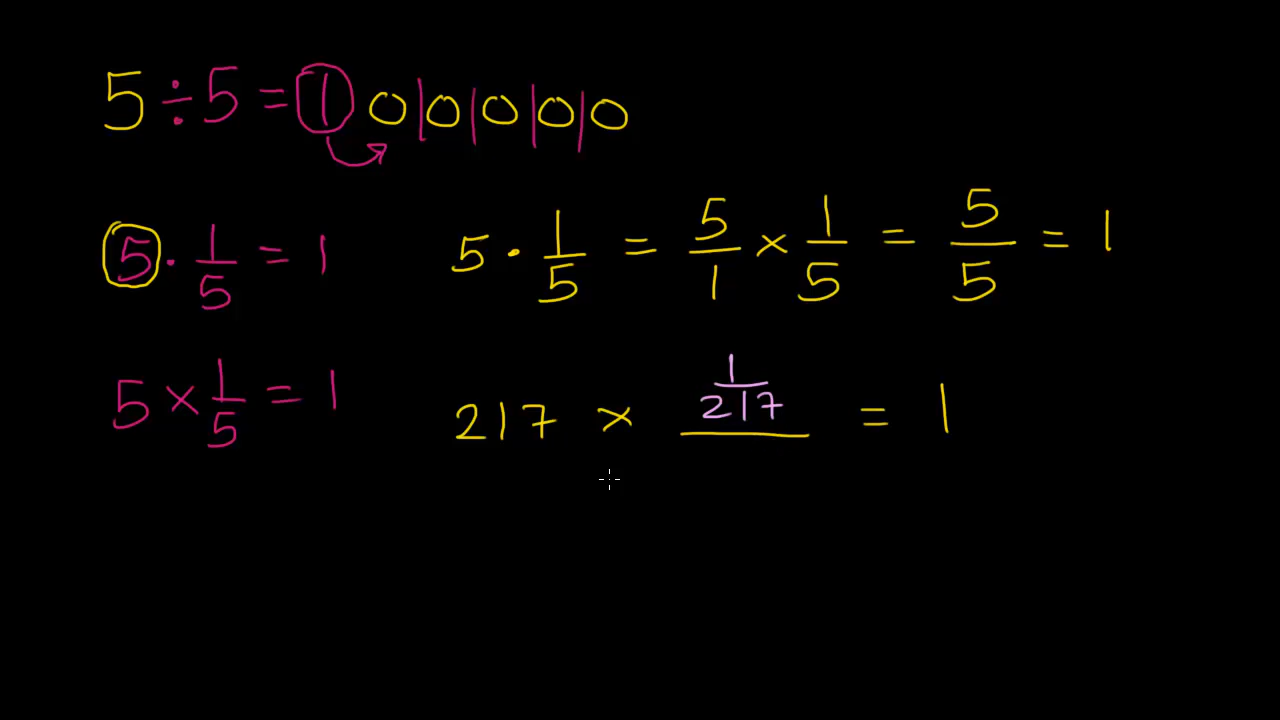 5 ÷ 5 = 1 0|0|0|0|0
5 · 1/5 = 1
5 · 1/5 = 5/1 × 1/5 = 5/5 = 1
5 × 1/5 = 1
217 × 1/217 = 1